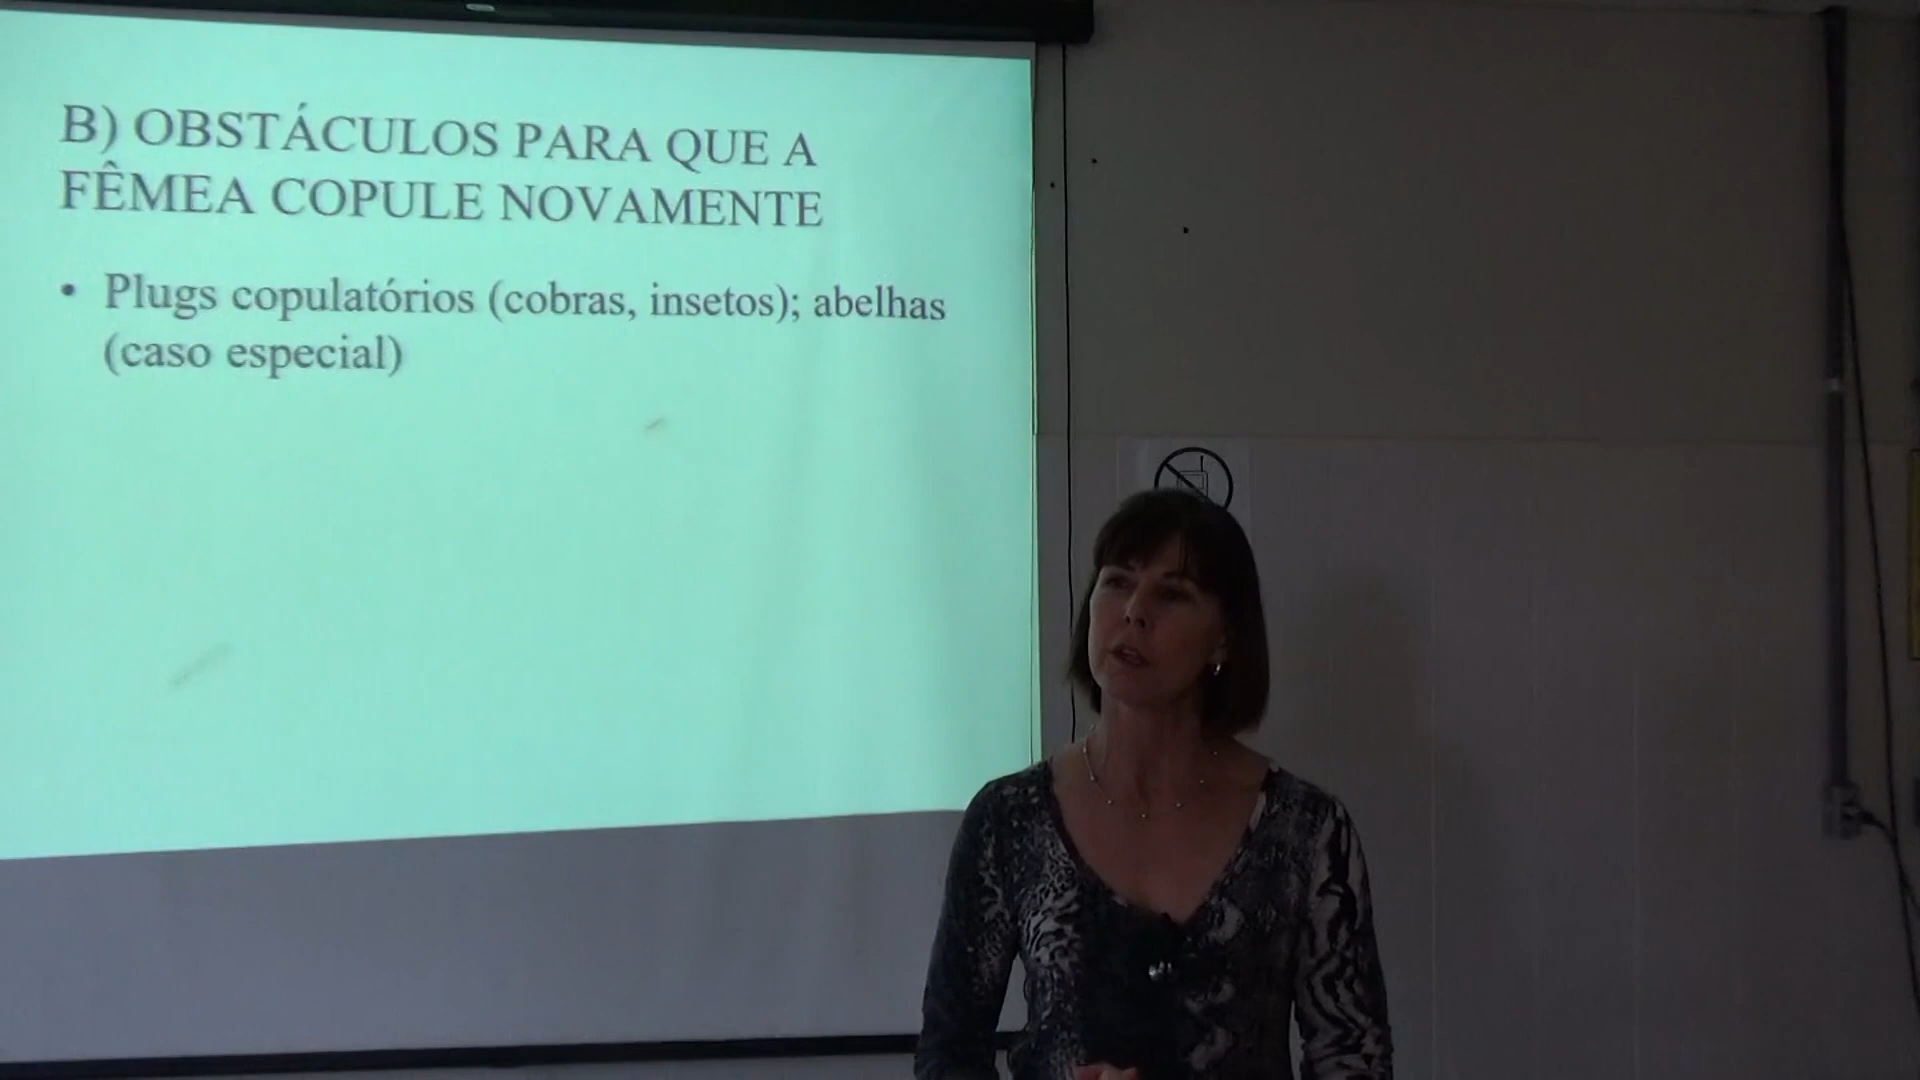 B) OBSTÁCULOS PARA QUE A
FÊMEA COPULE NOVAMENTE
• Plugs copulatórios (cobras, insetos); abelhas
(caso especial)